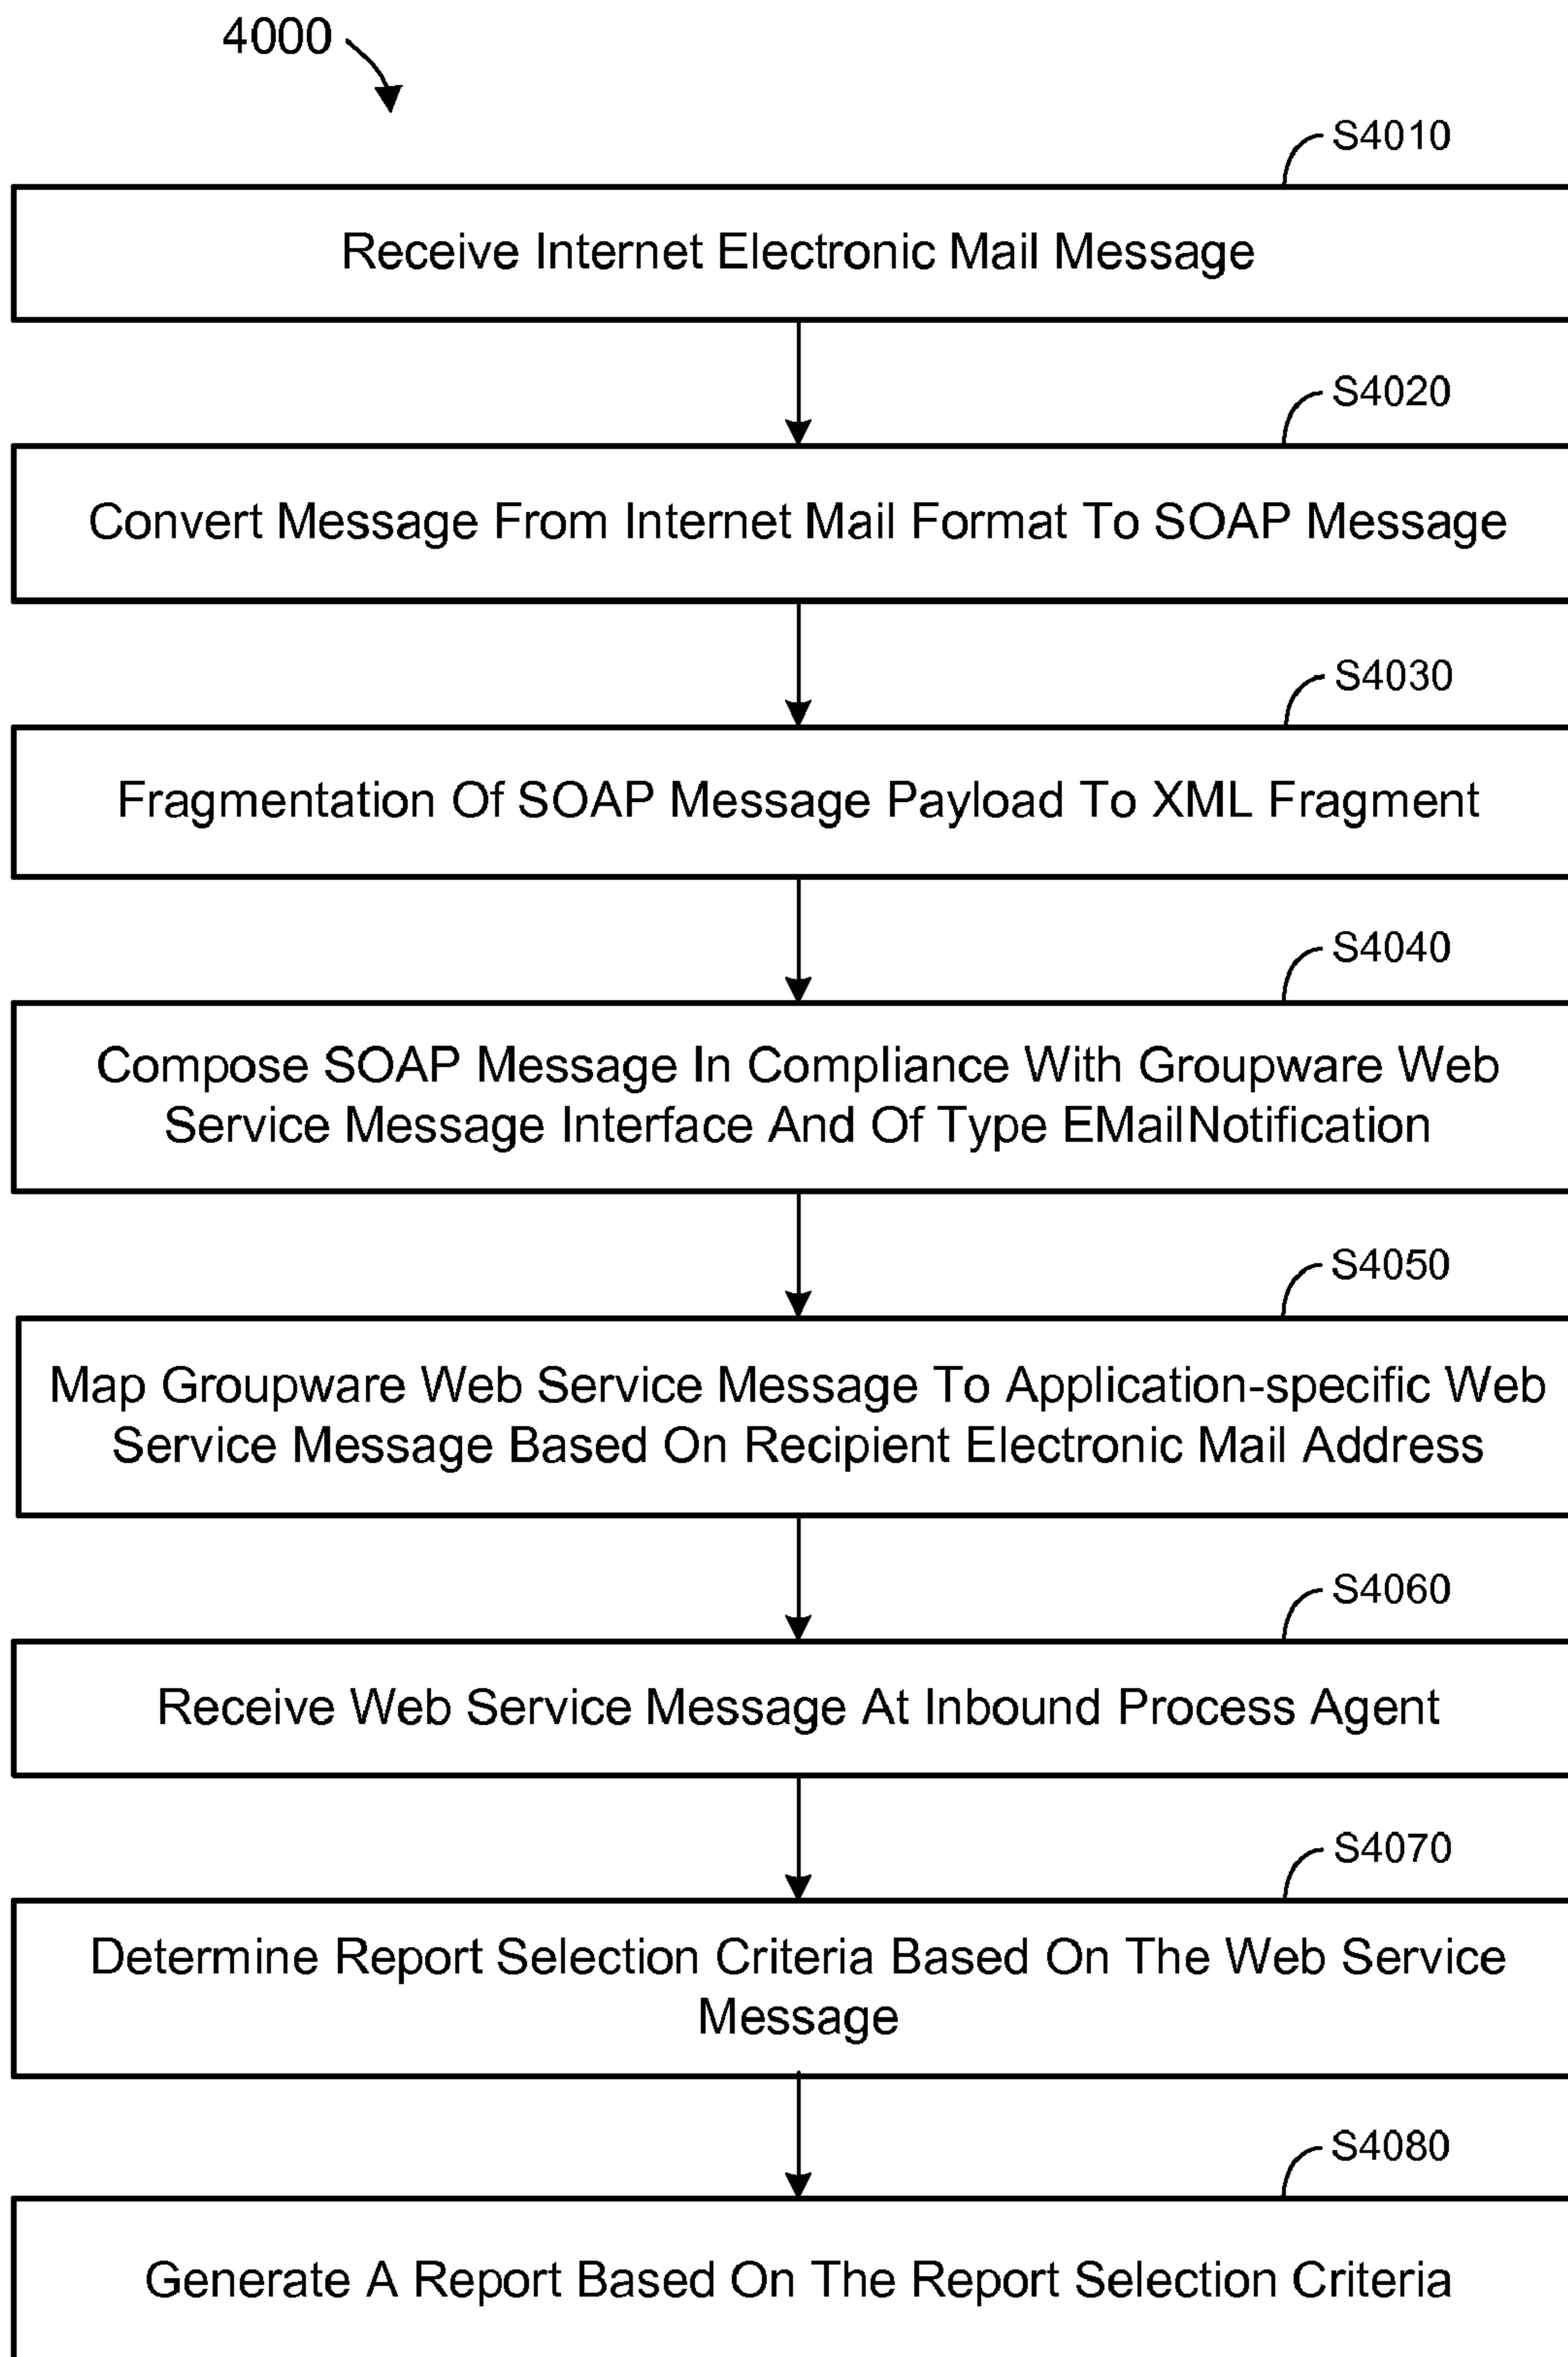 4000
S4010
Receive Internet Electronic Mail Message
S4020
Convert Message From Internet Mail Format To SOAP Message
S4030
Fragmentation Of SOAP Message Payload To XML Fragment
S4040
Compose SOAP Message In Compliance With Groupware Web
Service Message Interface And Of Type EMailNotification
S4050
Map Groupware Web Service Message To Application-specific Web
Service Message Based On Recipient Electronic Mail Address
S4060
Receive Web Service Message At Inbound Process Agent
S4070
Determine Report Selection Criteria Based On The Web Service
Message
S4080
Generate A Report Based On The Report Selection Criteria